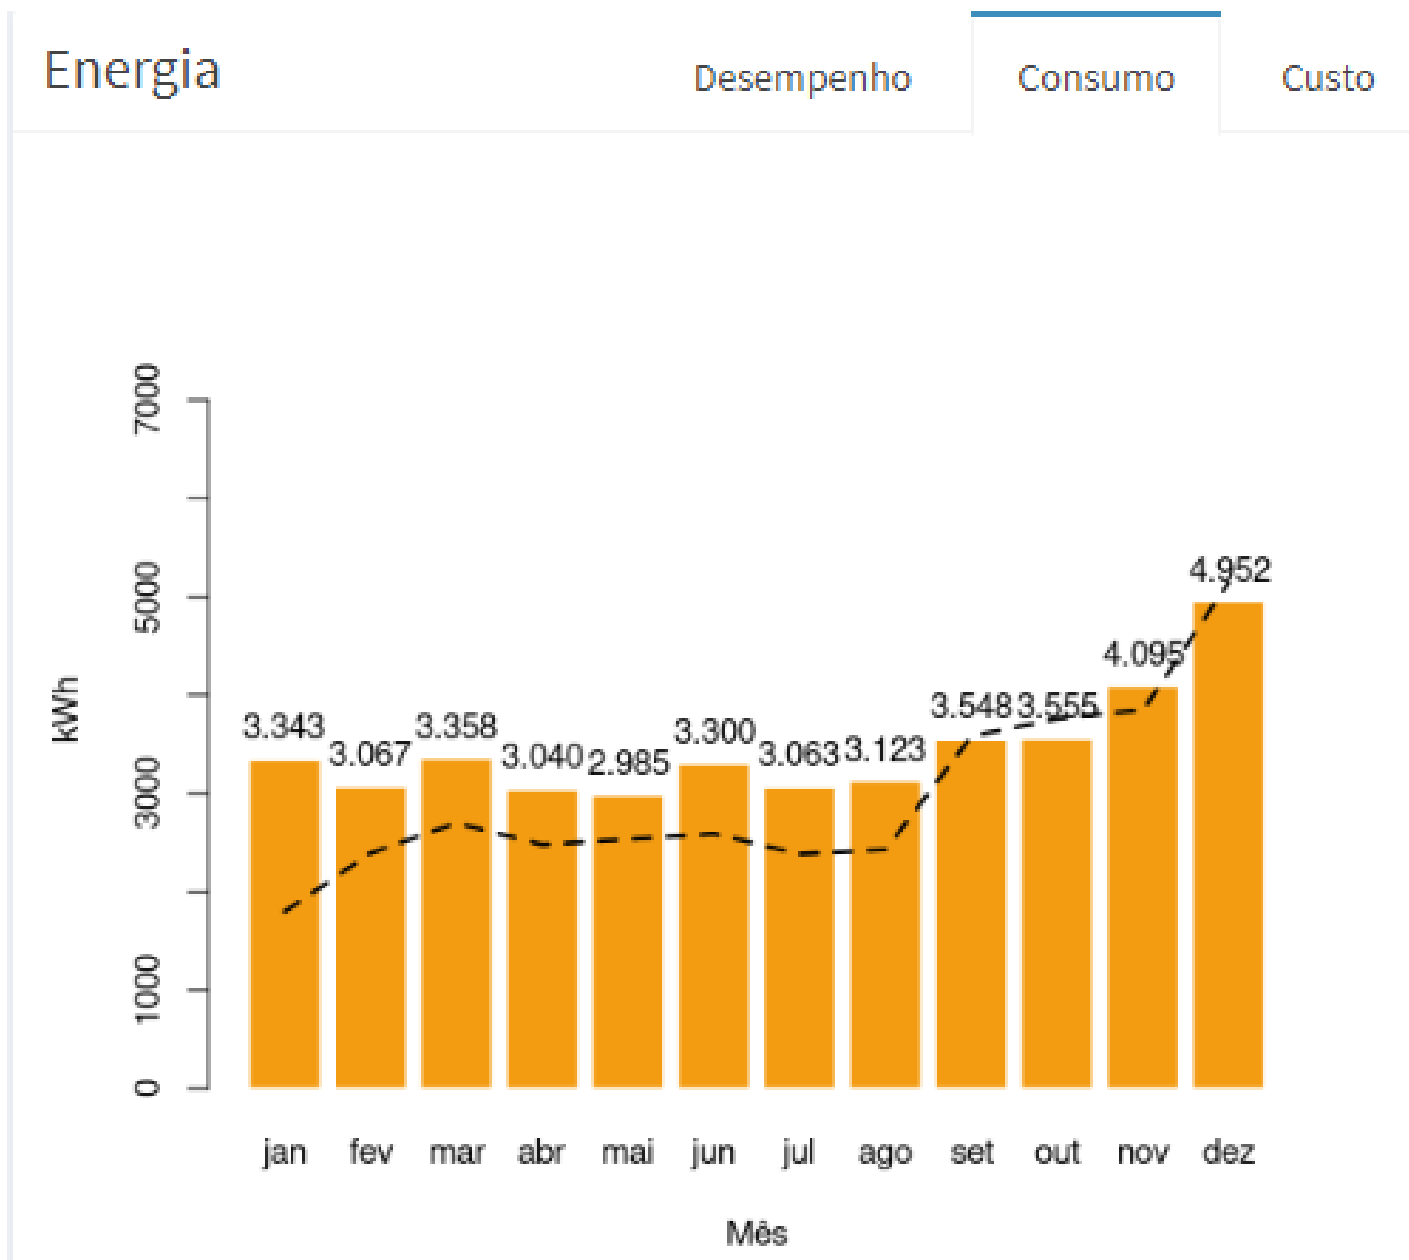 Energia Desempenho Consumo Custo
7000
5000
3000
1000
0
kWh
3.343 3.067 3.358 3.040 2.985 3.300 3.063 3.123 3.548 3.555 4.095 4.952
jan fev mar abr mai jun jul ago set out nov dez
Mês